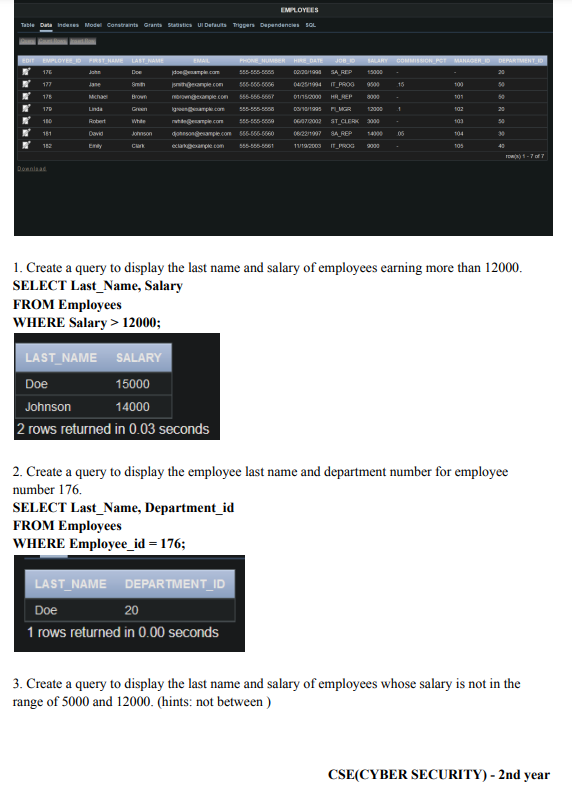 EMPLOYEES
Table Data Indexes Model Constraints Grants Statistics UI Defaults Triggers Dependencies SQL
EDIT EMPLOYEE_ID FIRST_NAME LAST_NAME EMAIL PHONE_NUMBER HIRE_DATE JOB_ID SALARY COMMISSION_PCT MANAGER_ID DEPARTMENT_ID
176 John Doe jdoe@example.com 555-555-5555 02/20/1998 SA_REP 15000 - - 20
177 Jane Smith jsmith@example.com 555-555-5556 04/25/1994 IT_PROG 9500 .15 100 50
178 Michael Brown mbrown@example.com 555-555-5557 01/15/2000 HR_REP 8000 - 101 50
179 Linda Green lgreen@example.com 555-555-5558 03/10/1995 FI_MGR 12000 .1 102 20
180 Robert White rwhite@example.com 555-555-5559 06/07/2002 ST_CLERK 3000 - 103 50
181 David Johnson djohnson@example.com 555-555-5560 08/22/1997 SA_REP 14000 .05 104 30
182 Emily Clark eclark@example.com 555-555-5561 11/19/2003 IT_PROG 9000 - 105 40
row(s) 1 - 7 of 7
Download
1. Create a query to display the last name and salary of employees earning more than 12000.
SELECT Last_Name, Salary
FROM Employees
WHERE Salary > 12000;
LAST_NAME SALARY
Doe 15000
Johnson 14000
2 rows returned in 0.03 seconds
2. Create a query to display the employee last name and department number for employee
number 176.
SELECT Last_Name, Department_id
FROM Employees
WHERE Employee_id = 176;
LAST_NAME DEPARTMENT_ID
Doe 20
1 rows returned in 0.00 seconds
3. Create a query to display the last name and salary of employees whose salary is not in the
range of 5000 and 12000. (hints: not between )
CSE(CYBER SECURITY) - 2nd year